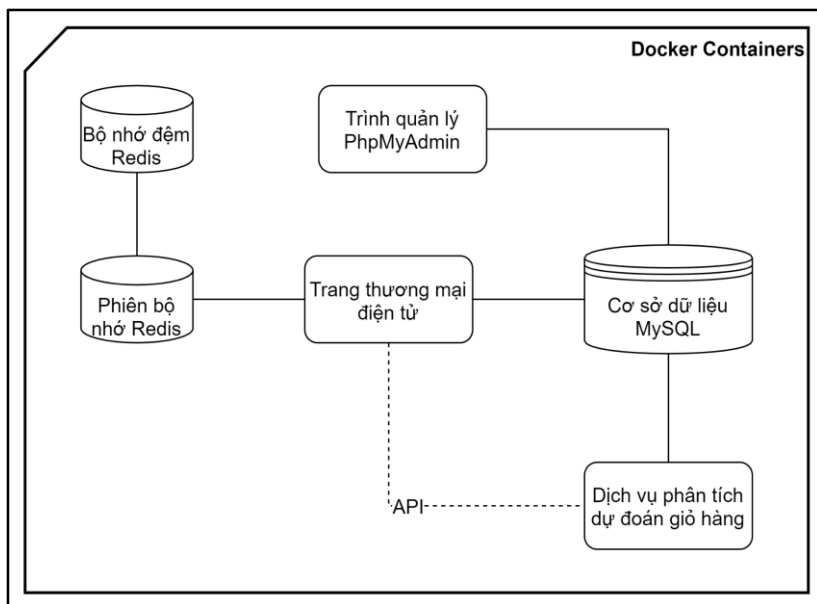 Docker Containers
Bộ nhớ đệm
Redis
Trình quản lý
PhpMyAdmin
Phiên bộ
nhớ Redis
Trang thương mại
điện tử
Cơ sở dữ liệu
MySQL
API
Dịch vụ phân tích
dự đoán giỏ hàng